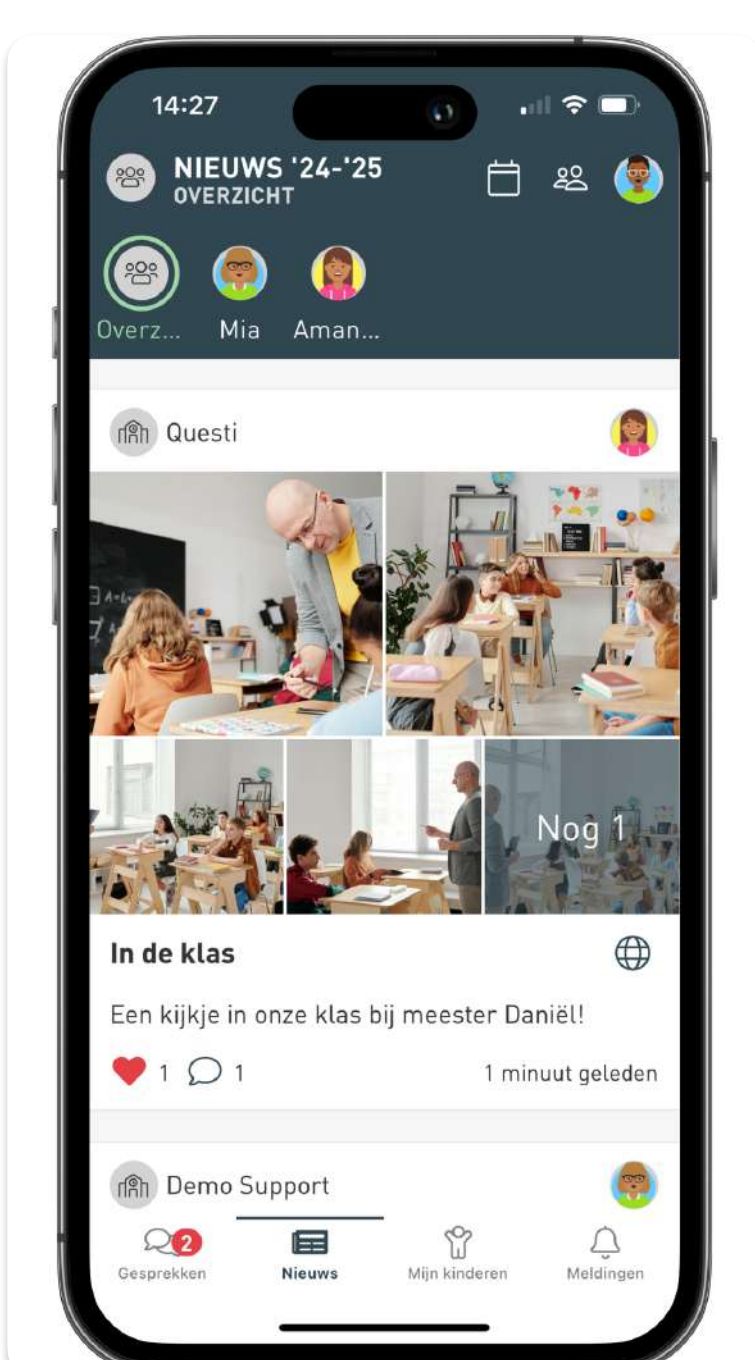 14:27
NIEUWS '24-'25
OVERZICHT
Overz...
Mia
Aman...
Questi
Nog 1
In de klas
Een kijkje in onze klas bij meester Daniël!
1
1
1 minuut geleden
Demo Support
2
Gesprekken
Nieuws
Mijn kinderen
Meldingen